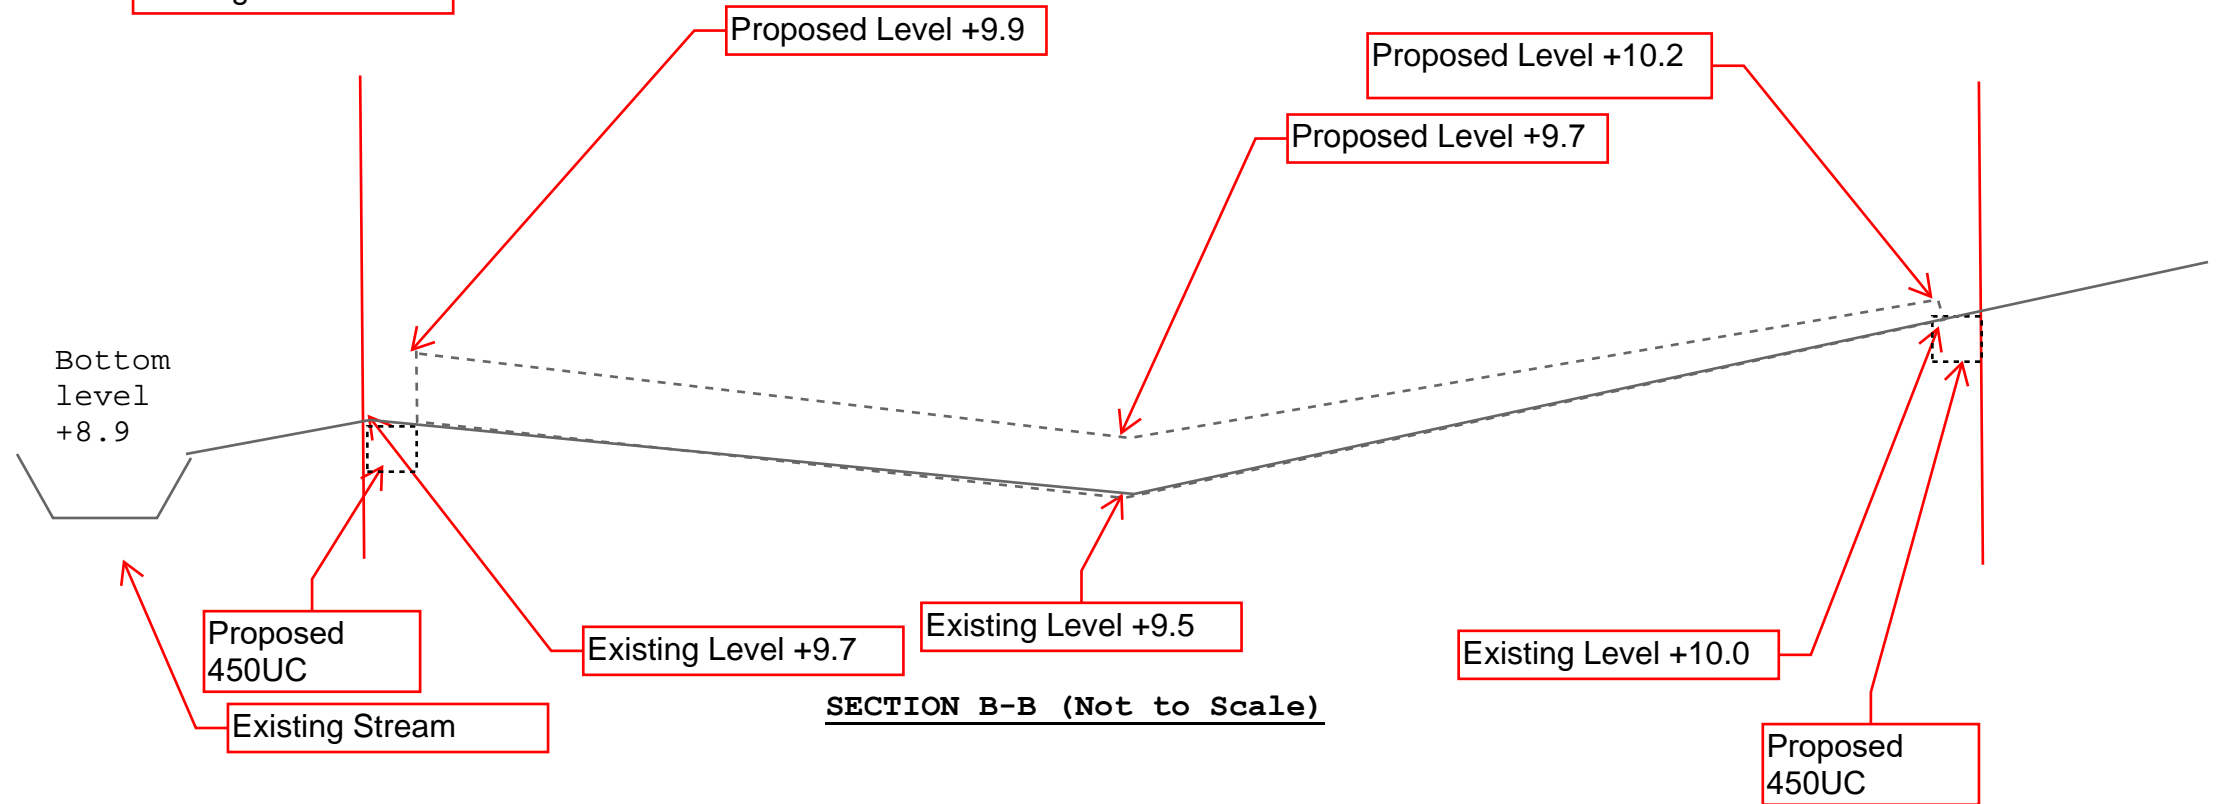 Proposed Level +9.9
Proposed Level +10.2
Proposed Level +9.7
Bottom
level
+8.9
Proposed
450UC
Existing Level +9.7
Existing Level +9.5
Existing Level +10.0
Existing Stream
SECTION B-B (Not to Scale)
Proposed
450UC